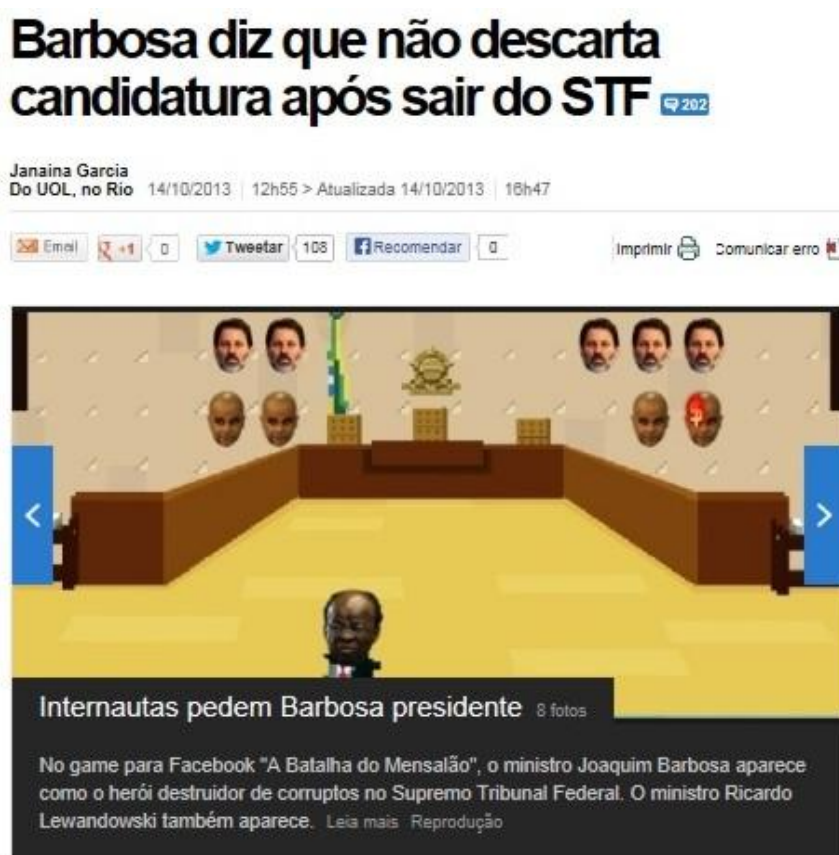 Barbosa diz que não descarta
candidatura após sair do STF 202
Janaina Garcia
Do UOL, no Rio 14/10/2013 12h55 > Atualizada 14/10/2013 16h47
Email +1 0 Tweetar 108 Recomendar 0 Imprimir Comunicar erro
Internautas pedem Barbosa presidente 8 fotos
No game para Facebook "A Batalha do Mensalão", o ministro Joaquim Barbosa aparece
como o herói destruidor de corruptos no Supremo Tribunal Federal. O ministro Ricardo
Lewandowski também aparece. Leia mais Reprodução